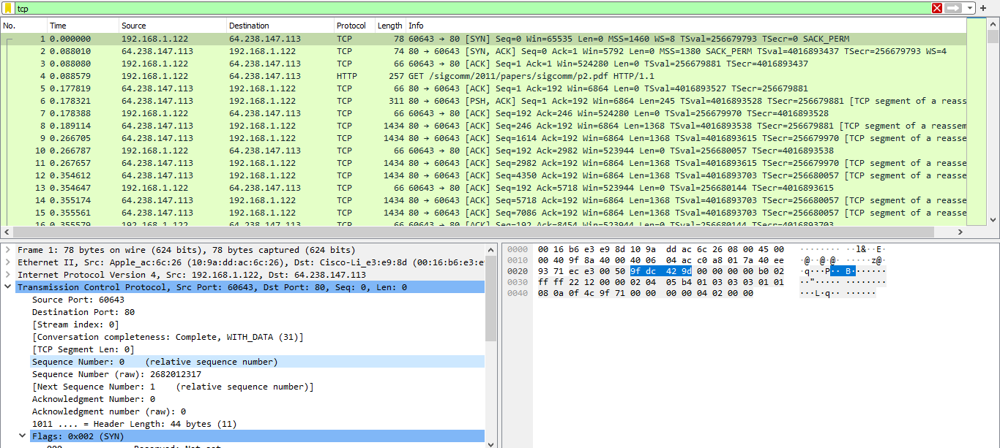 tcp
No. Time Source Destination Protocol Length Info
1 0.000000 192.168.1.122 64.238.147.113 TCP 78 60643 → 80 [SYN] Seq=0 Win=65535 Len=0 MSS=1460 WS=8 TSval=256679793 TSecr=0 SACK_PERM
2 0.088010 64.238.147.113 192.168.1.122 TCP 74 80 → 60643 [SYN, ACK] Seq=0 Ack=1 Win=5792 Len=0 MSS=1380 SACK_PERM TSval=4016893437 TSecr=256679793 WS=4
3 0.088080 192.168.1.122 64.238.147.113 TCP 66 60643 → 80 [ACK] Seq=1 Ack=1 Win=524280 Len=0 TSval=256679881 TSecr=4016893437
4 0.088579 192.168.1.122 64.238.147.113 HTTP 257 GET /sigcomm/2011/papers/sigcomm/p2.pdf HTTP/1.1
5 0.177819 64.238.147.113 192.168.1.122 TCP 66 80 → 60643 [ACK] Seq=1 Ack=192 Win=6864 Len=0 TSval=4016893527 TSecr=256679881
6 0.178321 64.238.147.113 192.168.1.122 TCP 311 80 → 60643 [PSH, ACK] Seq=1 Ack=192 Win=6864 Len=245 TSval=4016893528 TSecr=256679881 [TCP segment of a reass
7 0.178388 192.168.1.122 64.238.147.113 TCP 66 60643 → 80 [ACK] Seq=192 Ack=246 Win=524280 Len=0 TSval=256679970 TSecr=4016893528
8 0.189114 64.238.147.113 192.168.1.122 TCP 1434 80 → 60643 [ACK] Seq=246 Ack=192 Win=6864 Len=1368 TSval=4016893538 TSecr=256679881 [TCP segment of a reassem
9 0.266705 64.238.147.113 192.168.1.122 TCP 1434 80 → 60643 [ACK] Seq=1614 Ack=192 Win=6864 Len=1368 TSval=4016893615 TSecr=256679970 [TCP segment of a reasse
10 0.266787 192.168.1.122 64.238.147.113 TCP 66 60643 → 80 [ACK] Seq=192 Ack=2982 Win=523944 Len=0 TSval=256680057 TSecr=4016893538
11 0.267657 64.238.147.113 192.168.1.122 TCP 1434 80 → 60643 [ACK] Seq=2982 Ack=192 Win=6864 Len=1368 TSval=4016893615 TSecr=256679970 [TCP segment of a reasse
12 0.354612 64.238.147.113 192.168.1.122 TCP 1434 80 → 60643 [ACK] Seq=4350 Ack=192 Win=6864 Len=1368 TSval=4016893703 TSecr=256680057 [TCP segment of a reasse
13 0.354647 192.168.1.122 64.238.147.113 TCP 66 60643 → 80 [ACK] Seq=192 Ack=5718 Win=523944 Len=0 TSval=256680144 TSecr=4016893615
14 0.355174 64.238.147.113 192.168.1.122 TCP 1434 80 → 60643 [ACK] Seq=5718 Ack=192 Win=6864 Len=1368 TSval=4016893703 TSecr=256680057 [TCP segment of a reasse
15 0.355561 64.238.147.113 192.168.1.122 TCP 1434 80 → 60643 [ACK] Seq=7086 Ack=192 Win=6864 Len=1368 TSval=4016893703 TSecr=256680057 [TCP segment of a reasse
16 0.355579 192.168.1.122 64.238.147.113 TCP 66 60643 → 80 [ACK] Seq=192 Ack=8454 Win=523944 Len=0 TSval=256680144 TSecr=4016893703
Frame 1: 78 bytes on wire (624 bits), 78 bytes captured (624 bits)
Ethernet II, Src: Apple_ac:6c:26 (10:9a:dd:ac:6c:26), Dst: Cisco-Li_e3:e9:8d (00:16:b6:e3:e9
Internet Protocol Version 4, Src: 192.168.1.122, Dst: 64.238.147.113
Transmission Control Protocol, Src Port: 60643, Dst Port: 80, Seq: 0, Len: 0
Source Port: 60643
Destination Port: 80
[Stream index: 0]
[Conversation completeness: Complete, WITH_DATA (31)]
[TCP Segment Len: 0]
Sequence Number: 0 (relative sequence number)
Sequence Number (raw): 2682012317
[Next Sequence Number: 1 (relative sequence number)]
Acknowledgment Number: 0
Acknowledgment number (raw): 0
1011 .... = Header Length: 44 bytes (11)
Flags: 0x002 (SYN)
0000 00 16 b6 e3 e9 8d 10 9a dd ac 6c 26 08 00 45 00 ········ ··l&··E·
0010 00 40 9f 8a 40 00 40 06 04 ac c0 a8 01 7a 40 ee ·@··@·@· ·····z@·
0020 93 71 ec e3 00 50 9f dc 42 9d 00 00 00 00 b0 02 ·q···P·· B·······
0030 ff ff 22 12 00 00 02 04 05 b4 01 03 03 03 01 01 ··"····· ········
0040 08 0a 0f 4c 9f 71 00 00 00 00 04 02 00 00 ···L·q·· ······